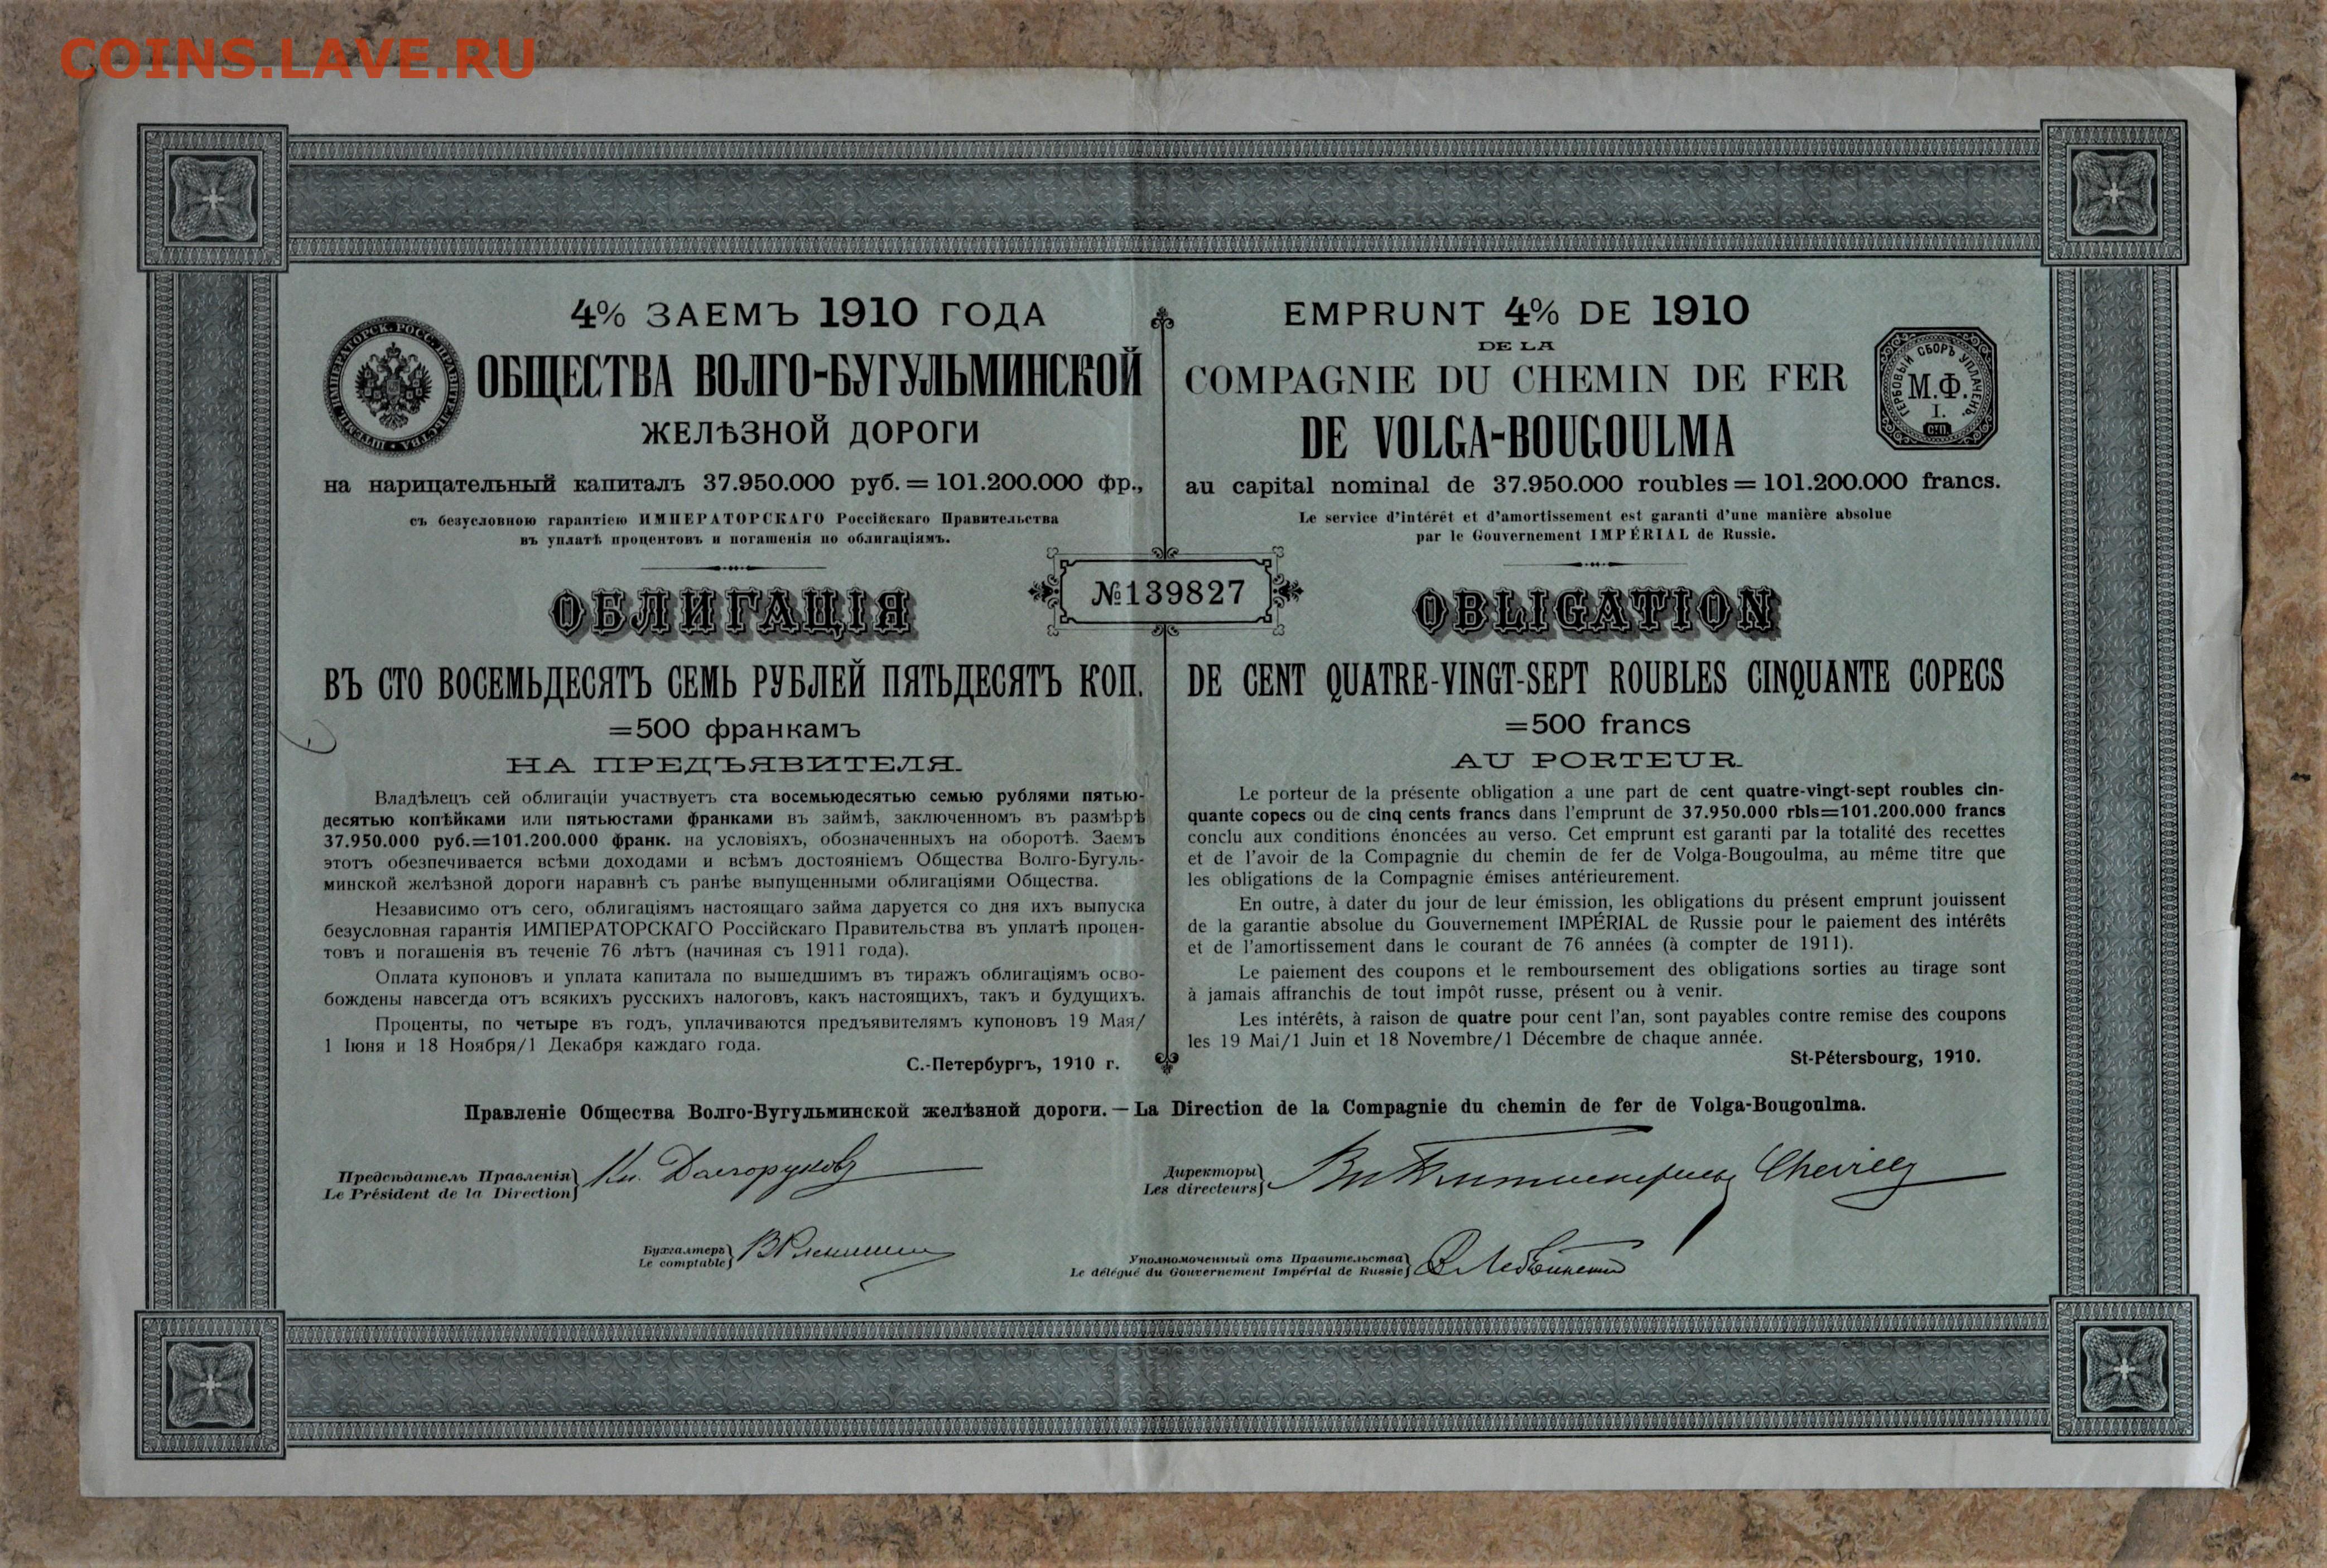 COINS.LAVE.RU
4% ЗАЕМЪ 1910 ГОДА
ОБЩЕСТВА ВОЛГО-БУГУЛЬМИНСКОЙ
ЖЕЛѢЗНОЙ ДОРОГИ
на нарицательный капиталъ 37.950.000 руб. = 101.200.000 фр.,
съ безусловною гарантіею ИМПЕРАТОРСКАГО Россійскаго Правительства
въ уплатѣ процентовъ и погашенія по облигаціямъ.
ОБЛИГАЦІЯ
ВЪ СТО ВОСЕМЬДЕСЯТЪ СЕМЬ РУБЛЕЙ ПЯТЬДЕСЯТЪ КОП.
=500 франкамъ
НА ПРЕДЪЯВИТЕЛЯ.
Владѣлецъ сей облигаціи участвуетъ ста восемьюдесятью семью рублями пятью-
десятью копѣйками или пятьюстами франками въ займѣ, заключенномъ въ размѣрѣ
37.950.000 руб.=101.200.000 франк. на условіяхъ, обозначенныхъ на оборотѣ. Заемъ
этотъ обезпечивается всѣми доходами и всѣмъ достояніемъ Общества Волго-Бугуль-
минской желѣзной дороги наравнѣ съ ранѣе выпущенными облигаціями Общества.
Независимо отъ сего, облигаціямъ настоящаго займа даруется со дня ихъ выпуска
безусловная гарантія ИМПЕРАТОРСКАГО Россійскаго Правительства въ уплатѣ процен-
товъ и погашенія въ теченіе 76 лѣтъ (начиная съ 1911 года).
Оплата купоновъ и уплата капитала по вышедшимъ въ тиражъ облигаціямъ осво-
бождены навсегда отъ всякихъ русскихъ налоговъ, какъ настоящихъ, такъ и будущихъ.
Проценты, по четыре въ годъ, уплачиваются предъявителямъ купоновъ 19 Мая/
1 Іюня и 18 Ноября/1 Декабря каждаго года.
С.-Петербургъ, 1910 г.
№139827
EMPRUNT 4% DE 1910
DE LA
COMPAGNIE DU CHEMIN DE FER
DE VOLGA-BOUGOULMA
ГЕРБОВЫЙ СБОРЪ УПЛАЧЕНЪ.
М.Ф.
I.
au capital nominal de 37.950.000 roubles = 101.200.000 francs.
Le service d'intérêt et d'amortissement est garanti d'une manière absolue
par le Gouvernement IMPÉRIAL de Russie.
OBLIGATION
DE CENT QUATRE-VINGT-SEPT ROUBLES CINQUANTE COPECS
=500 francs
AU PORTEUR.
Le porteur de la présente obligation a une part de cent quatre-vingt-sept roubles cin-
quante copecs ou de cinq cents francs dans l'emprunt de 37.950.000 rbls=101.200.000 francs
conclu aux conditions énoncées au verso. Cet emprunt est garanti par la totalité des recettes
et de l'avoir de la Compagnie du chemin de fer de Volga-Bougoulma, au même titre que
les obligations de la Compagnie émises antérieurement.
En outre, à dater du jour de leur émission, les obligations du présent emprunt jouissent
de la garantie absolue du Gouvernement IMPÉRIAL de Russie pour le paiement des intérêts
et de l'amortissement dans le courant de 76 années (à compter de 1911).
Le paiement des coupons et le remboursement des obligations sorties au tirage sont
à jamais affranchis de tout impôt russe, présent ou à venir.
Les intérêts, à raison de quatre pour cent l'an, sont payables contre remise des coupons
les 19 Mai/1 Juin et 18 Novembre/1 Décembre de chaque année.
St-Pétersbourg, 1910.
Правленіе Общества Волго-Бугульминской желѣзной дороги. — La Direction de la Compagnie du chemin de fer de Volga-Bougoulma.
Предсѣдатель Правленія
Le Président de la Direction
Кн. Долгоруковъ
Директоры
Les directeurs
Бухгалтеръ
Le comptable
Уполномоченный отъ Правительства
Le délégué du Gouvernement Impérial de Russie